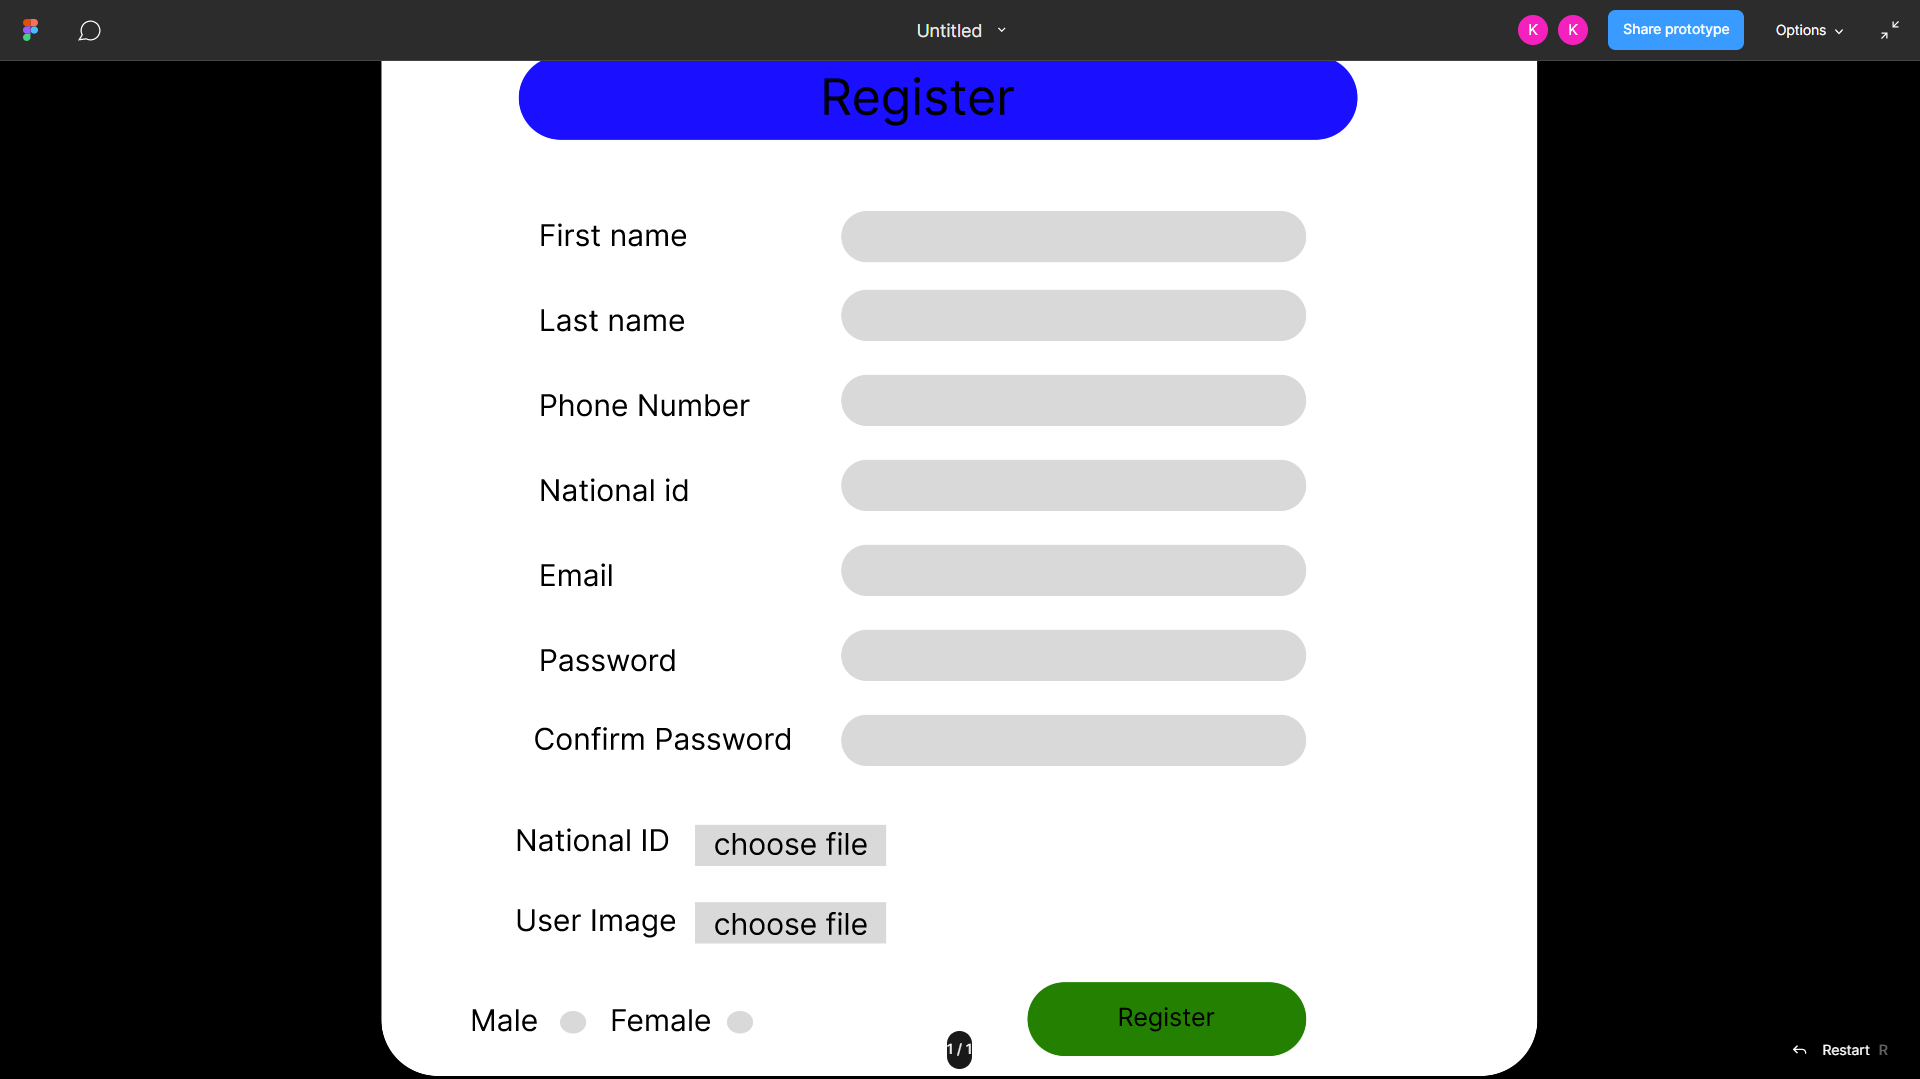 Untitled
K K Share prototype Options
Register
First name
Last name
Phone Number
National id
Email
Password
Confirm Password
National ID choose file
User Image choose file
Male Female Register
1 / 1
Restart R